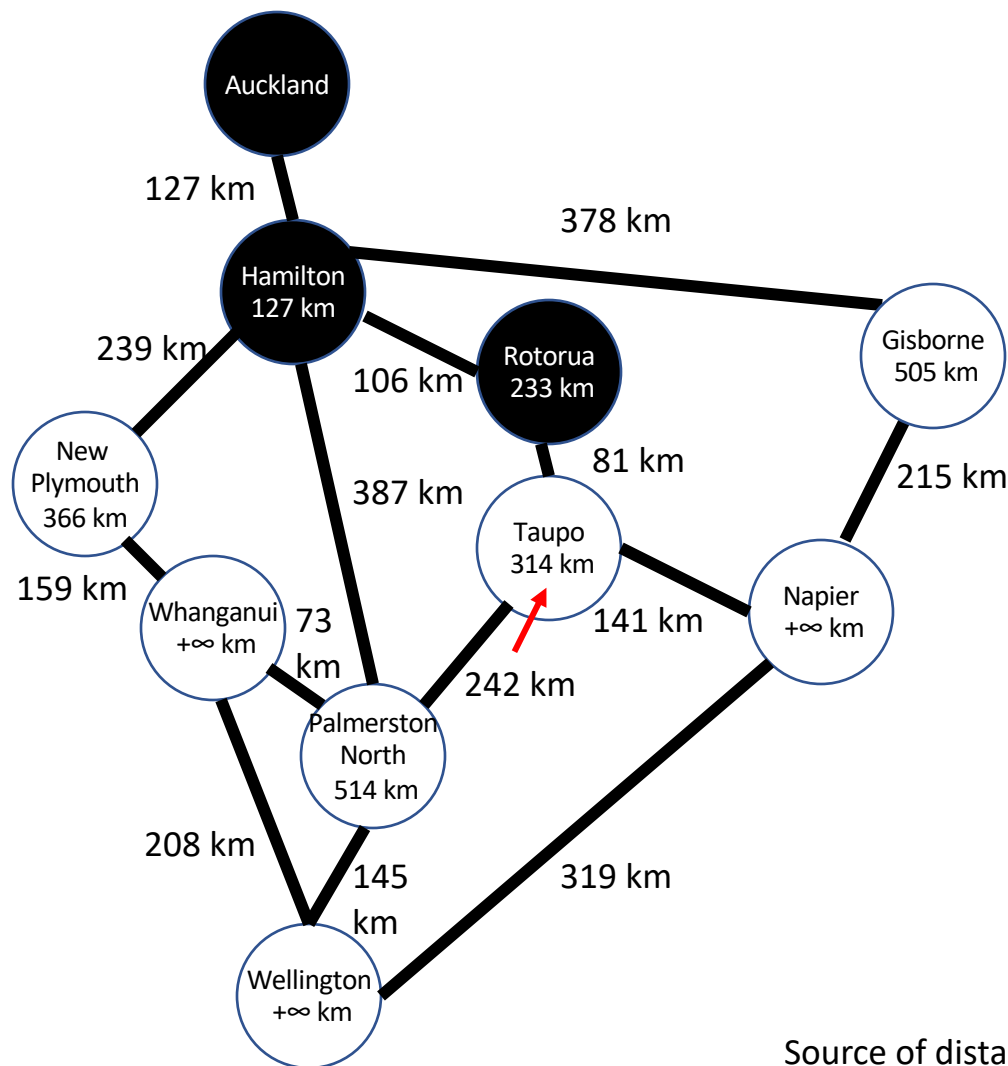 Auckland
127 km
378 km
Hamilton
127 km
Gisborne
505 km
239 km
Rotorua
233 km
106 km
New
Plymouth
366 km
387 km
81 km
215 km
Taupo
314 km
159 km
Whanganui
+∞ km
73
km
141 km
Napier
+∞ km
242 km
Palmerston
North
514 km
208 km
145
km
319 km
Wellington
+∞ km
Source of dista